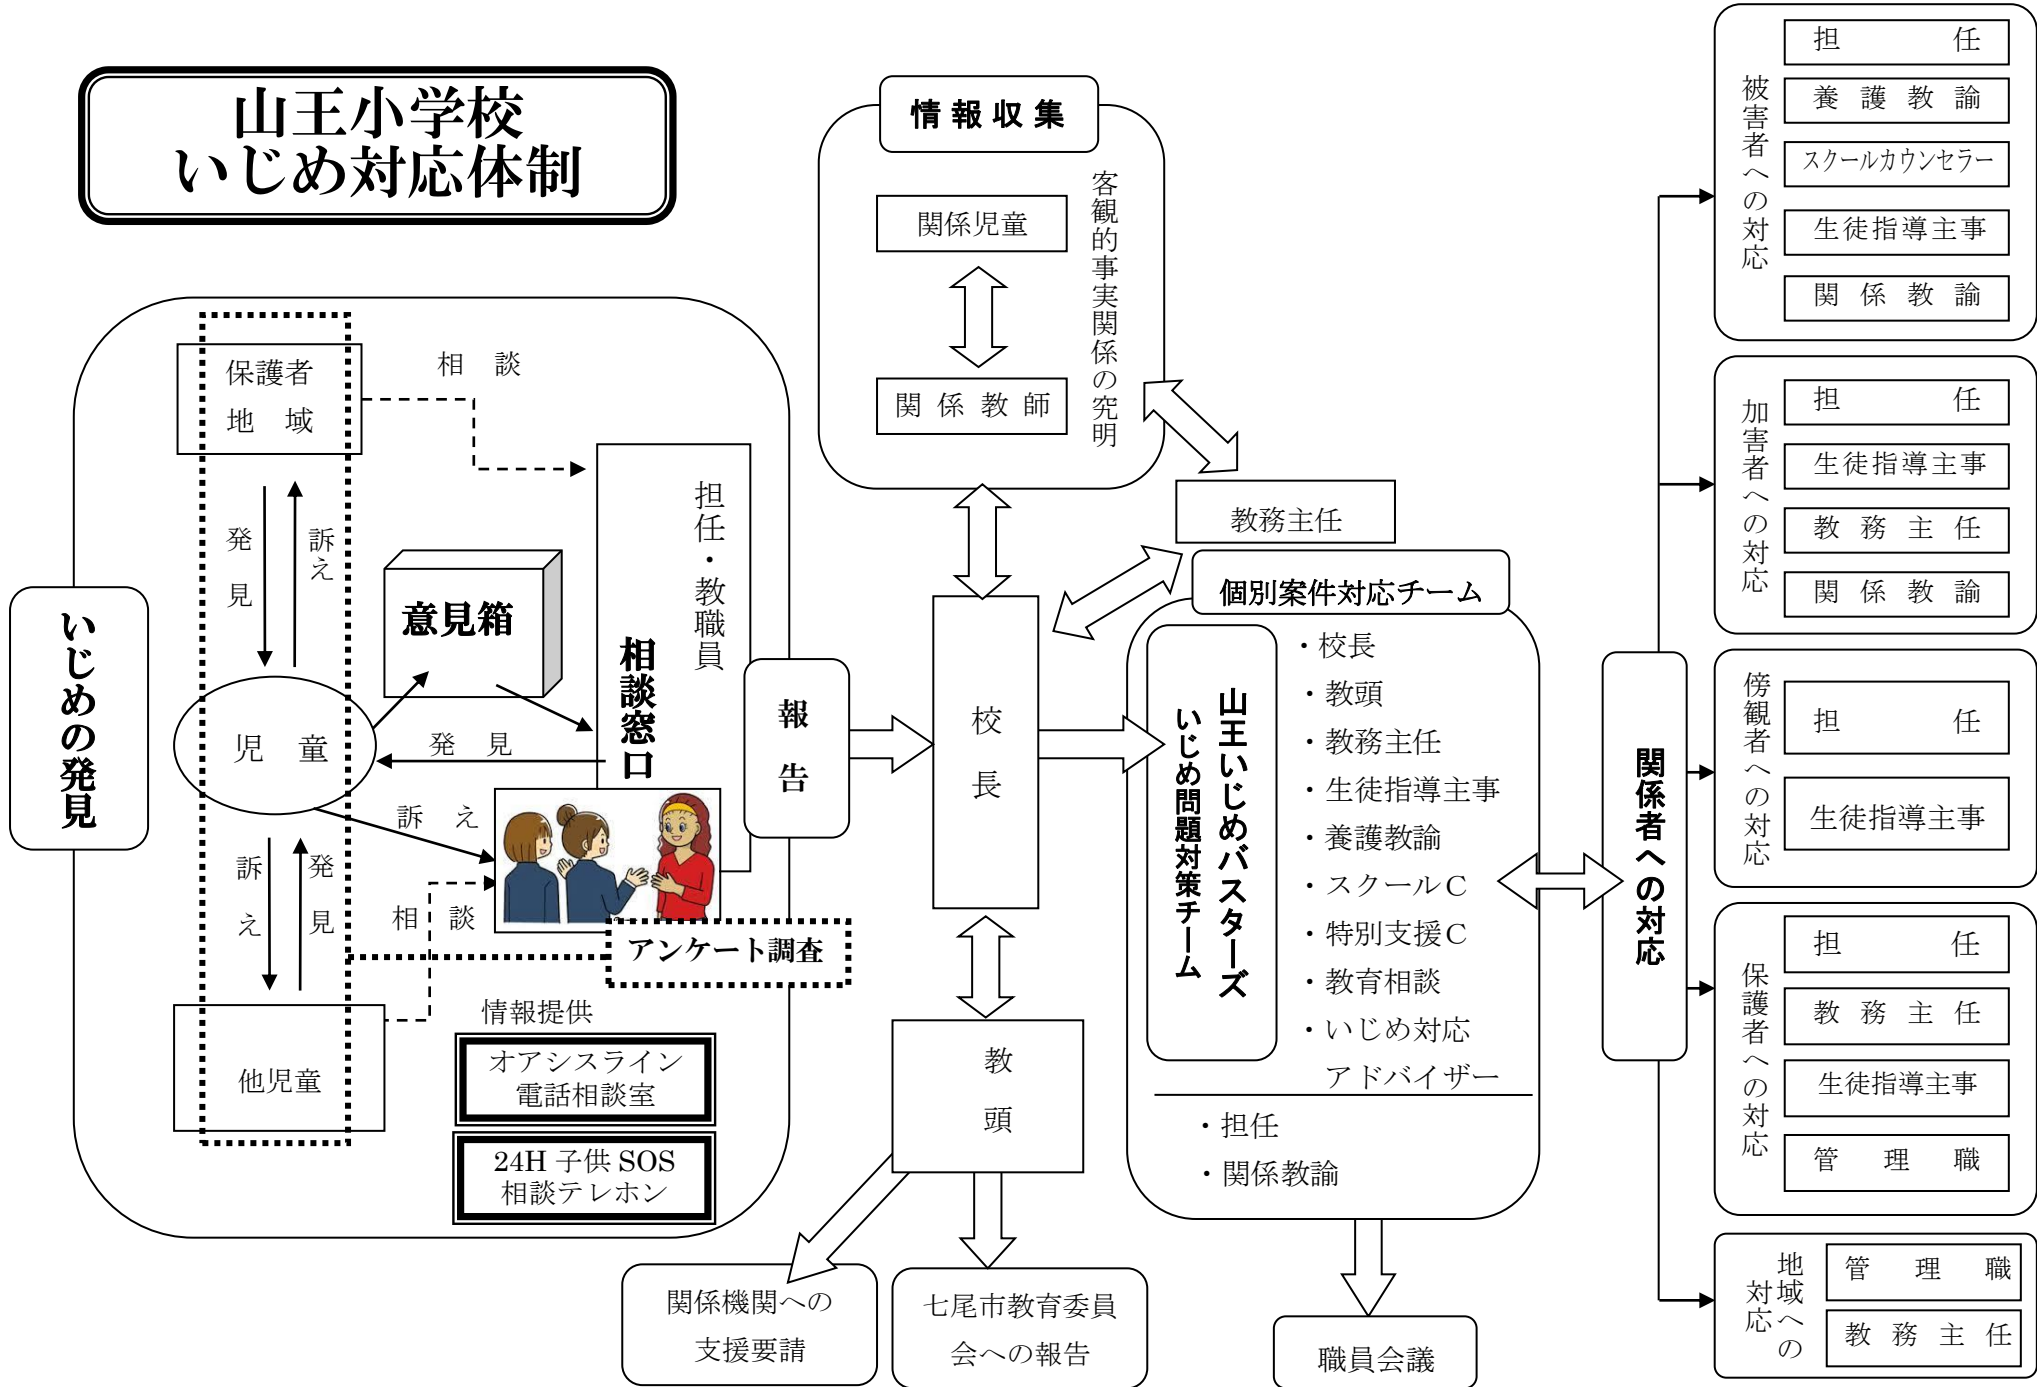 山王小学校
いじめ対応体制
いじめの発見
保護者
地　域
相　談
発見
訴え
児　童
意見箱
担任・教職員
相談窓口
発　見
訴　え
訴え
発見
相　談
アンケート調査
他児童
情報提供
オアシスライン
電話相談室
24H 子供 SOS
相談テレホン
報告
情報収集
関係児童
関係教師
客観的事実関係の究明
教務主任
校長
教頭
関係機関への
支援要請
七尾市教育委員
会への報告
個別案件対応チーム
山王いじめバスターズ
いじめ問題対策チーム
・校長
・教頭
・教務主任
・生徒指導主事
・養護教諭
・スクールC
・特別支援C
・教育相談
・いじめ対応
アドバイザー
・担任
・関係教諭
職員会議
関係者への対応
被害者への対応
担　任
養護教諭
スクールカウンセラー
生徒指導主事
関係教諭
加害者への対応
担　任
生徒指導主事
教務主任
関係教諭
傍観者への対応
担　任
生徒指導主事
保護者への対応
担　任
教務主任
生徒指導主事
管理職
地域への
対応
管理職
教務主任